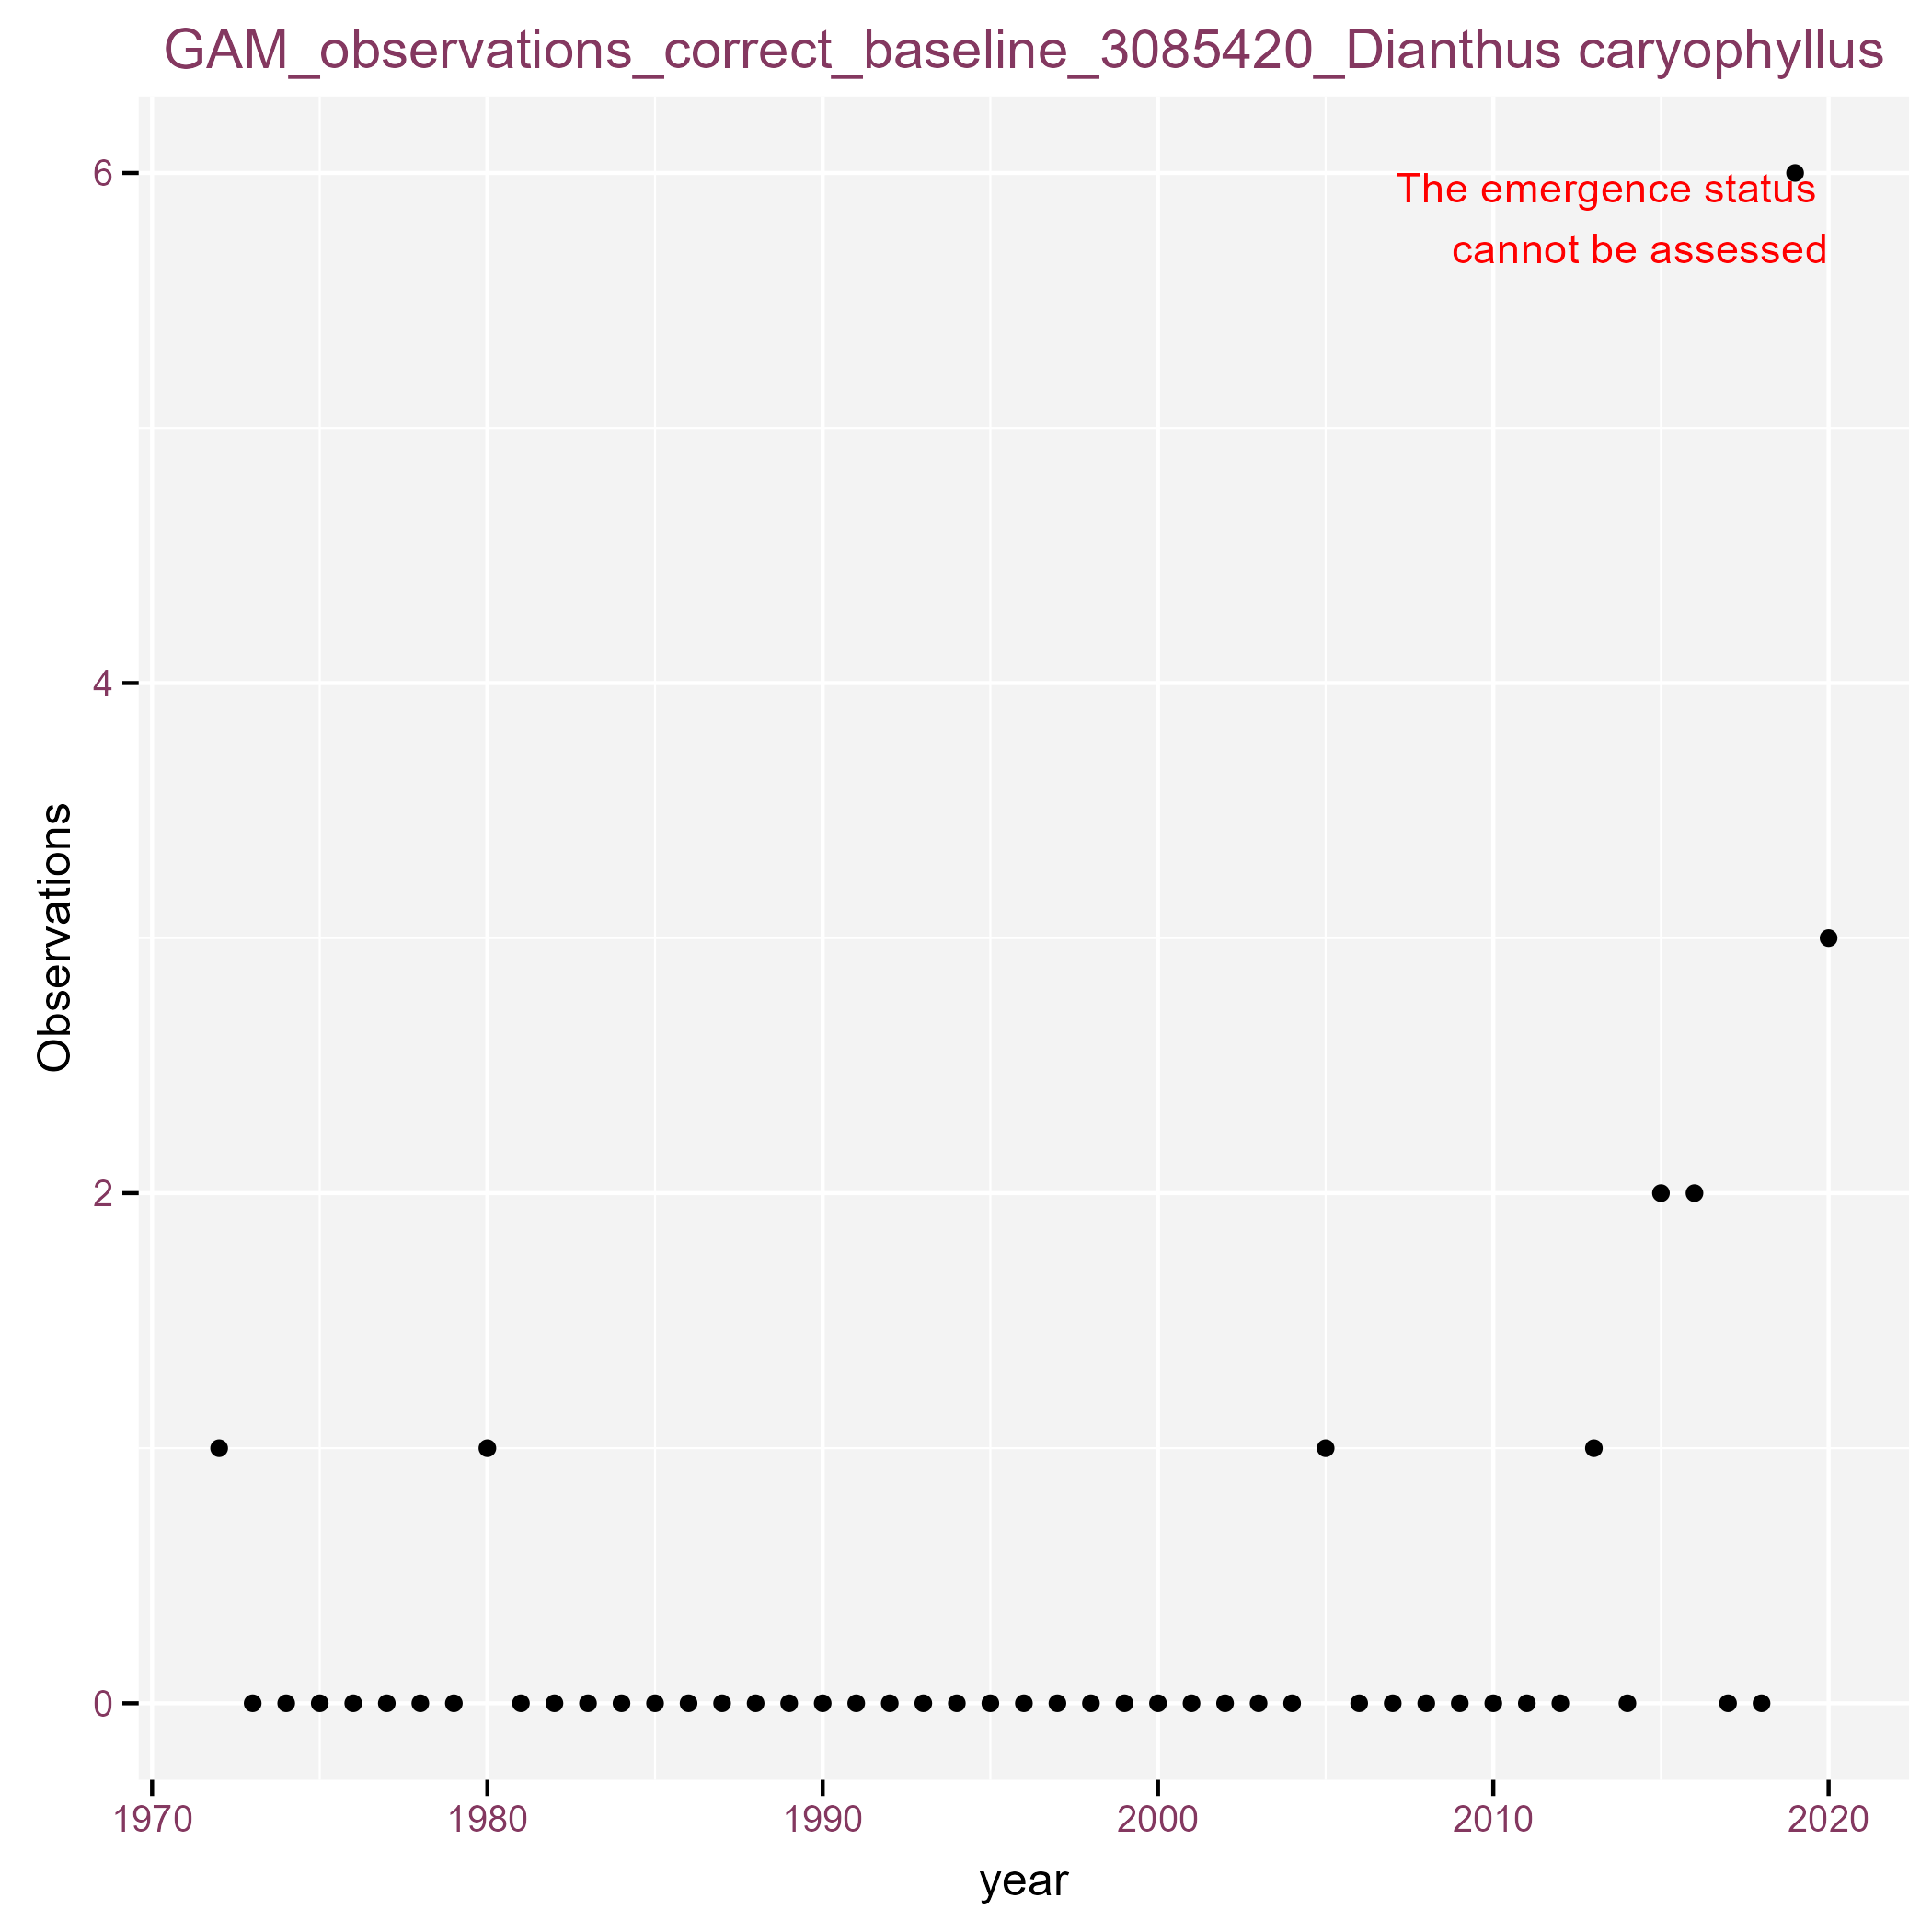 GAM_observations_correct_baseline_3085420_Dianthus caryophyllus
The emergence status
cannot be assessed
Observations
6
4
2
0
1970
1980
1990
2000
2010
2020
year